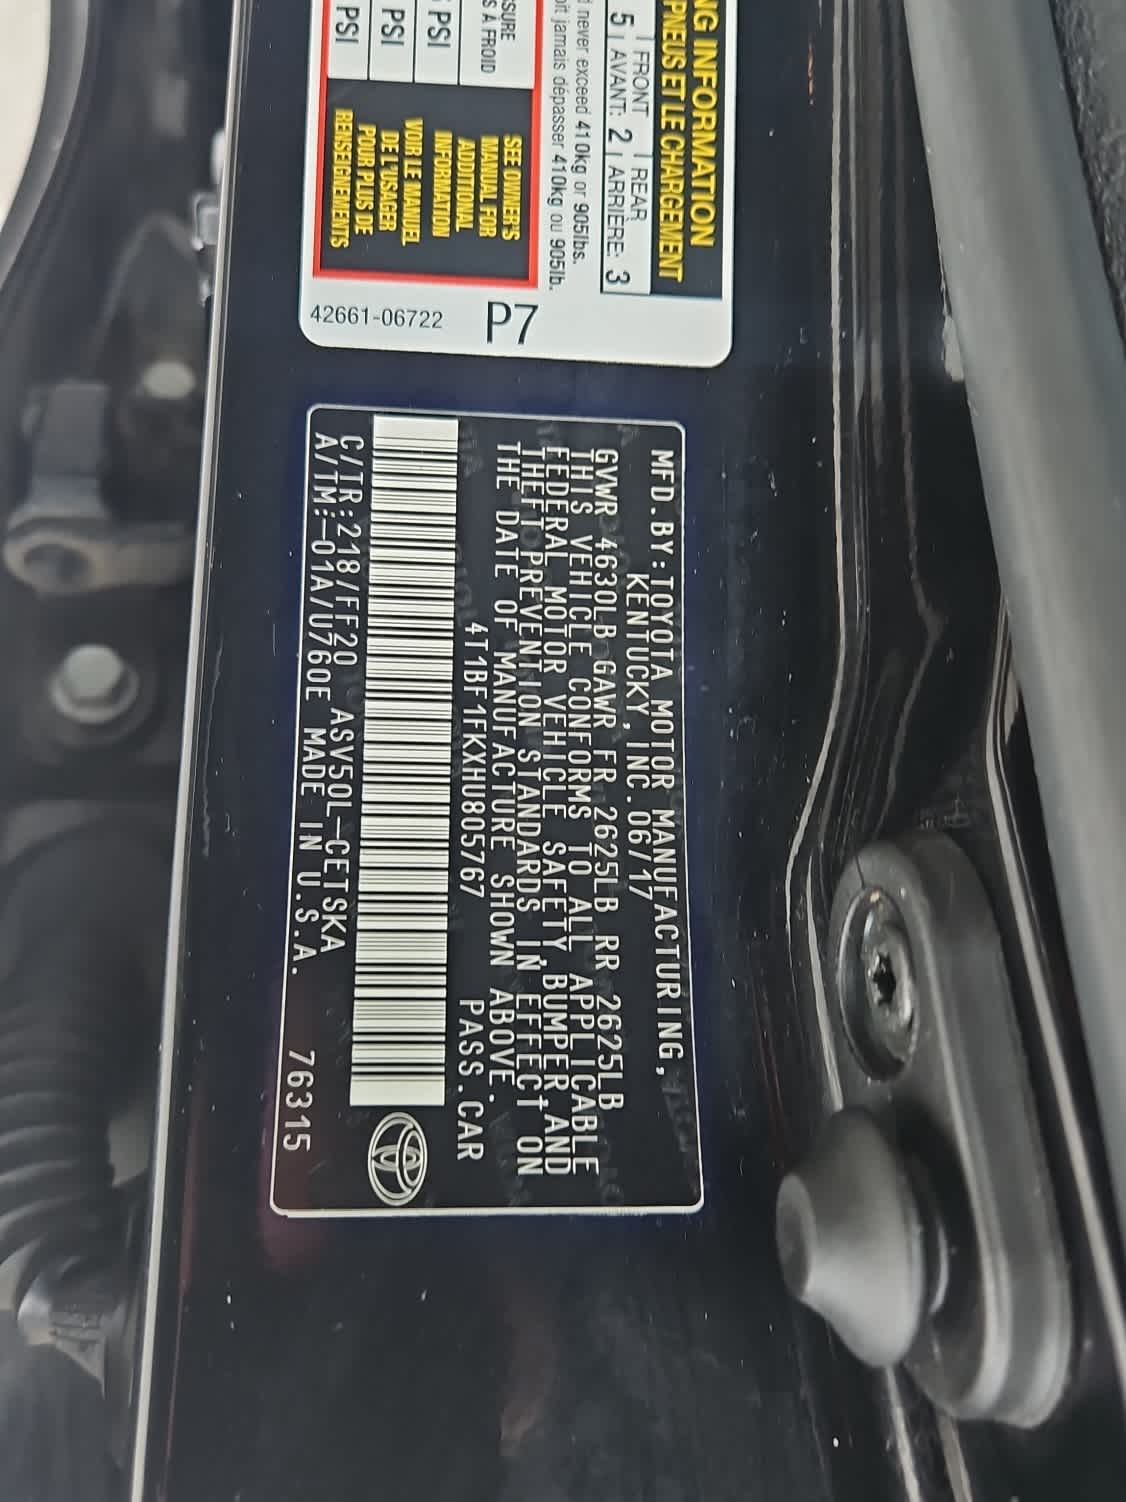 NG INFORMATION
PNEUS ET LE CHARGEMENT
5 FRONT AVANT: 2 REAR ARRIÈRE: 3
never exceed 410kg or 905lbs.
jamais dépasser 410kg ou 905lb.
À FROID
PSI
PSI
PSI
SEE OWNER'S
MANUAL FOR
ADDITIONAL
INFORMATION
VOIR LE MANUEL
DE L'USAGER
POUR PLUS DE
RENSEIGNEMENTS
42661-06722 P7
MFD.BY:TOYOTA MOTOR MANUFACTURING,
KENTUCKY, INC. 06/17
GVWR 4630LB GAWR FR 2625LB RR 2625LB
THIS VEHICLE CONFORMS TO ALL APPLICABLE
FEDERAL MOTOR VEHICLE SAFETY, BUMPER, AND
THEFT PREVENTION STANDARDS IN EFFECT ON
THE DATE OF MANUFACTURE SHOWN ABOVE.
4T1BF1FKXHU805767 PASS.CAR
C/TR:218/FF20 ASV50L-CETSKA
A/TM:-01A/U760E MADE IN U.S.A. 76315